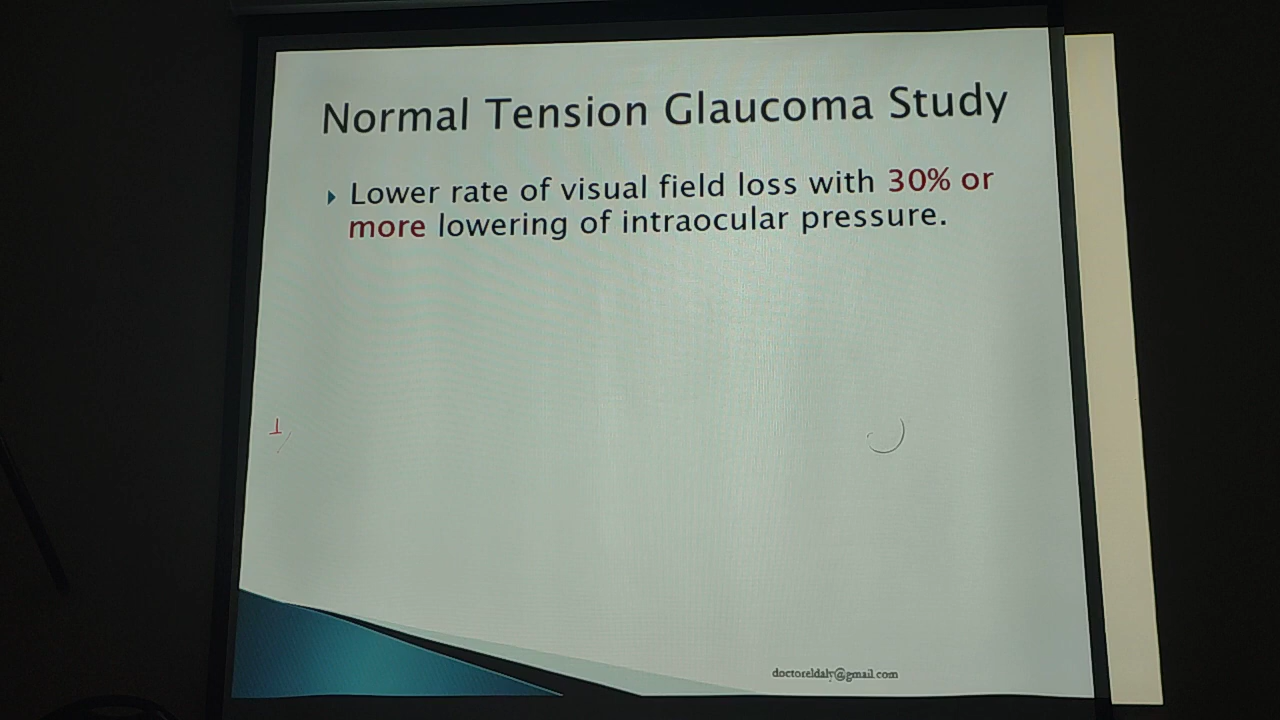 Normal Tension Glaucoma Study
Lower rate of visual field loss with 30% or
more lowering of intraocular pressure.
doctoreldaly@gmail.com